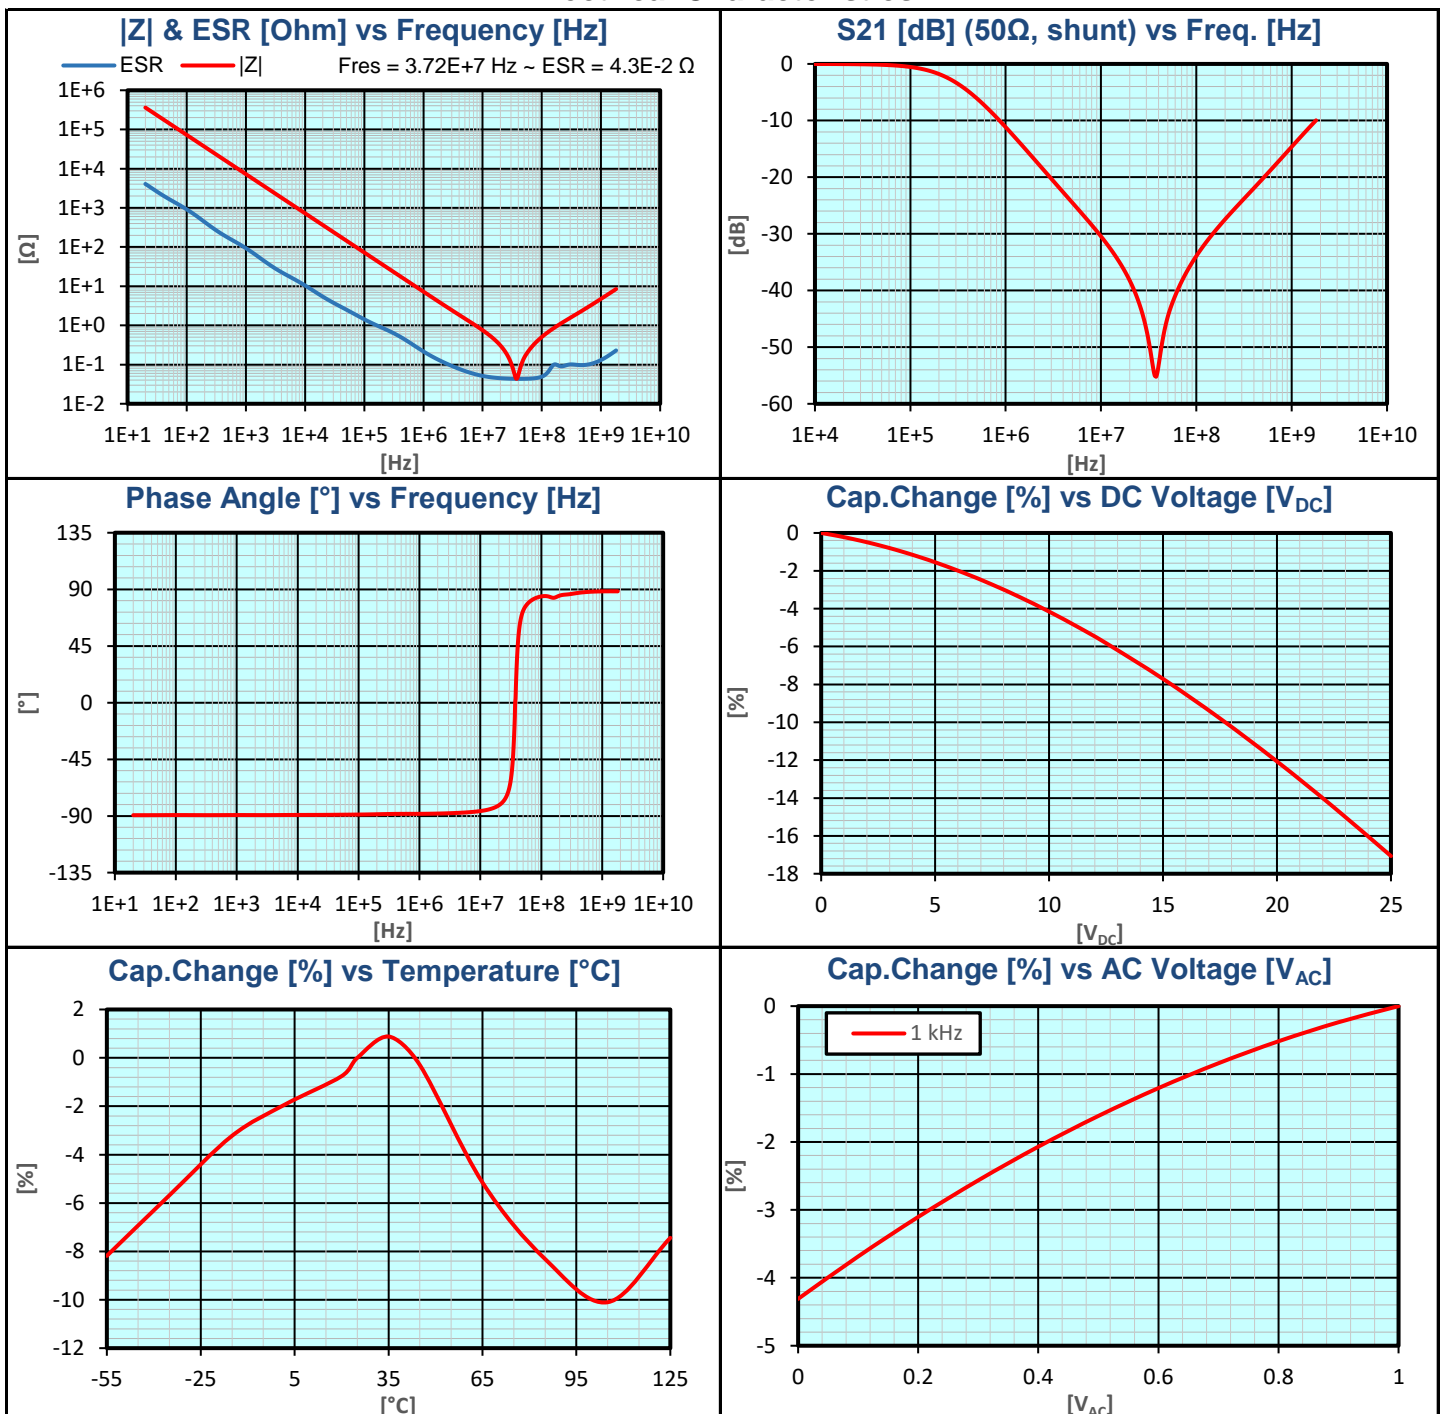 |Z| & ESR [Ohm] vs Frequency [Hz]
ESR |Z| Fres = 3.72E+7 Hz ~ ESR = 4.3E-2 Ω
1E+6
1E+5
1E+4
1E+3
1E+2
1E+1
1E+0
1E-1
1E-2
[Ω]
1E+1 1E+2 1E+3 1E+4 1E+5 1E+6 1E+7 1E+8 1E+9 1E+10
[Hz]
S21 [dB] (50Ω, shunt) vs Freq. [Hz]
0
-10
-20
-30
-40
-50
-60
[dB]
1E+4 1E+5 1E+6 1E+7 1E+8 1E+9 1E+10
[Hz]
Phase Angle [°] vs Frequency [Hz]
135
90
45
0
-45
-90
-135
[°]
1E+1 1E+2 1E+3 1E+4 1E+5 1E+6 1E+7 1E+8 1E+9 1E+10
[Hz]
Cap.Change [%] vs DC Voltage [VDC]
0
-2
-4
-6
-8
-10
-12
-14
-16
-18
[%]
0 5 10 15 20 25
[VDC]
Cap.Change [%] vs Temperature [°C]
2
0
-2
-4
-6
-8
-10
-12
[%]
-55 -25 5 35 65 95 125
[°C]
Cap.Change [%] vs AC Voltage [VAC]
1 kHz
0
-1
-2
-3
-4
-5
[%]
0 0.2 0.4 0.6 0.8 1
[VAC]